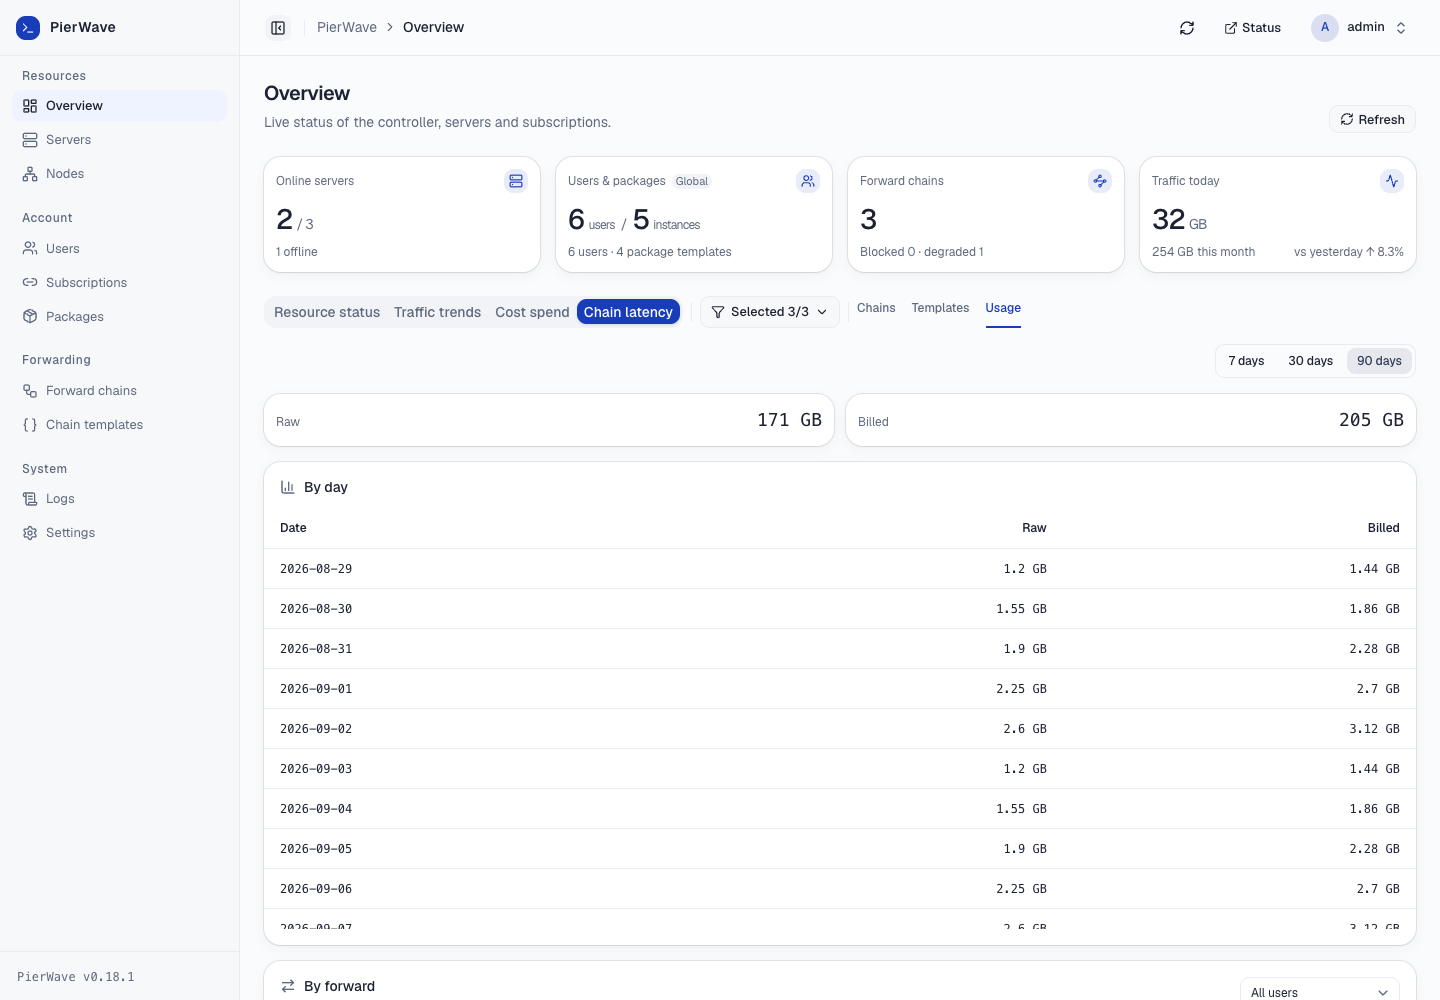 PierWave
PierWave > Overview
Status
A admin
Resources
Overview
Servers
Nodes
Account
Users
Subscriptions
Packages
Forwarding
Forward chains
Chain templates
System
Logs
Settings
PierWave v0.18.1
Overview
Live status of the controller, servers and subscriptions.
Refresh
Online servers
2 / 3
1 offline
Users & packages Global
6 users / 5 instances
6 users · 4 package templates
Forward chains
3
Blocked 0 · degraded 1
Traffic today
32 GB
254 GB this month vs yesterday ↑ 8.3%
Resource status Traffic trends Cost spend Chain latency Selected 3/3 Chains Templates Usage
7 days 30 days 90 days
Raw 171 GB
Billed 205 GB
By day
Date Raw Billed
2026-08-29 1.2 GB 1.44 GB
2026-08-30 1.55 GB 1.86 GB
2026-08-31 1.9 GB 2.28 GB
2026-09-01 2.25 GB 2.7 GB
2026-09-02 2.6 GB 3.12 GB
2026-09-03 1.2 GB 1.44 GB
2026-09-04 1.55 GB 1.86 GB
2026-09-05 1.9 GB 2.28 GB
2026-09-06 2.25 GB 2.7 GB
2026-09-07 2.6 GB 3.12 GB
By forward
All users